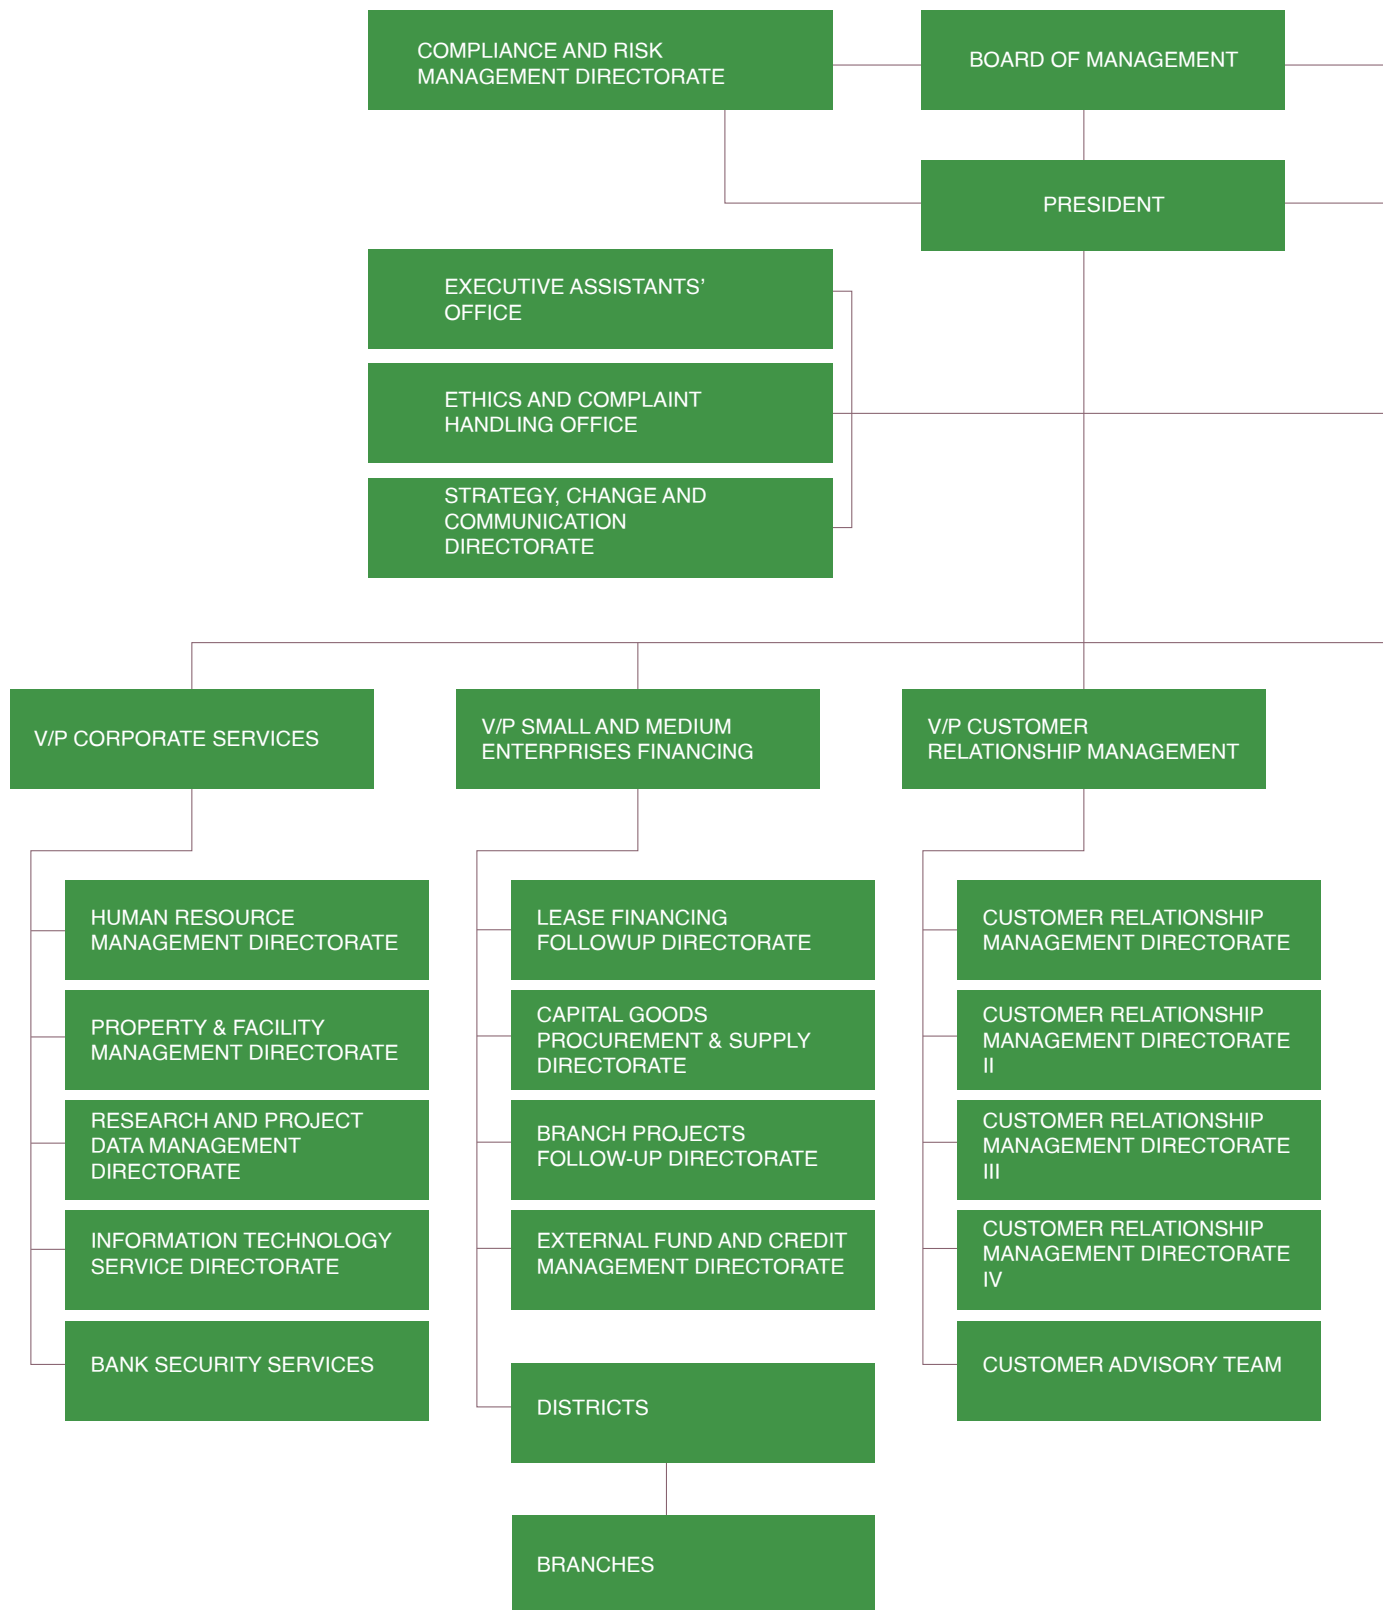 COMPLIANCE AND RISK
MANAGEMENT DIRECTORATE
BOARD OF MANAGEMENT
PRESIDENT
EXECUTIVE ASSISTANTS’
OFFICE
ETHICS AND COMPLAINT
HANDLING OFFICE
STRATEGY, CHANGE AND
COMMUNICATION
DIRECTORATE
V/P CORPORATE SERVICES
V/P SMALL AND MEDIUM
ENTERPRISES FINANCING
V/P CUSTOMER
RELATIONSHIP MANAGEMENT
HUMAN RESOURCE
MANAGEMENT DIRECTORATE
PROPERTY & FACILITY
MANAGEMENT DIRECTORATE
RESEARCH AND PROJECT
DATA MANAGEMENT
DIRECTORATE
INFORMATION TECHNOLOGY
SERVICE DIRECTORATE
BANK SECURITY SERVICES
LEASE FINANCING
FOLLOWUP DIRECTORATE
CAPITAL GOODS
PROCUREMENT & SUPPLY
DIRECTORATE
BRANCH PROJECTS
FOLLOW-UP DIRECTORATE
EXTERNAL FUND AND CREDIT
MANAGEMENT DIRECTORATE
DISTRICTS
BRANCHES
CUSTOMER RELATIONSHIP
MANAGEMENT DIRECTORATE
CUSTOMER RELATIONSHIP
MANAGEMENT DIRECTORATE
II
CUSTOMER RELATIONSHIP
MANAGEMENT DIRECTORATE
III
CUSTOMER RELATIONSHIP
MANAGEMENT DIRECTORATE
IV
CUSTOMER ADVISORY TEAM